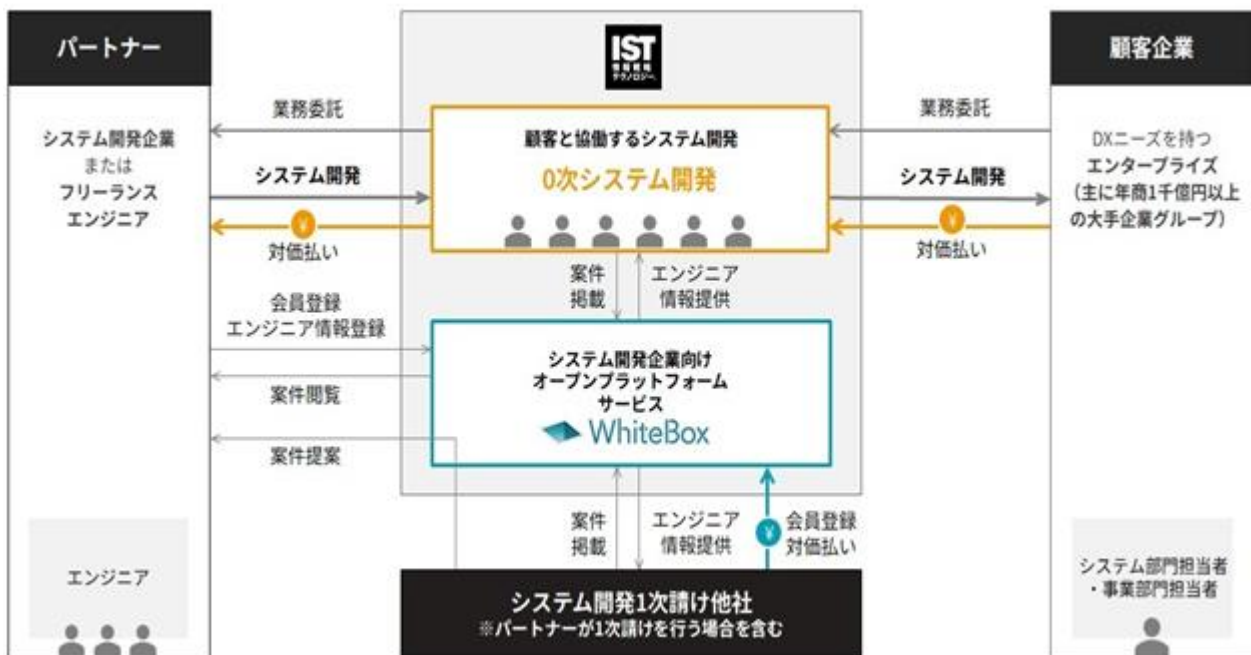 パートナー
システム開発企業
または
フリーランス
エンジニア
エンジニア
業務委託
システム開発
¥
対価払い
会員登録
エンジニア情報登録
案件閲覧
案件提案
IST
情報戦略
テクノロジー
顧客と協働するシステム開発
0次システム開発
案件
掲載
エンジニア
情報提供
システム開発企業向け
オープンプラットフォーム
サービス
WhiteBox
案件
掲載
エンジニア
情報提供
¥
会員登録
対価払い
システム開発1次請け他社
※パートナーが1次請けを行う場合を含む
業務委託
システム開発
¥
対価払い
顧客企業
DXニーズを持つ
エンタープライズ
(主に年商1千億円以上
の大手企業グループ)
システム部門担当者
・事業部門担当者